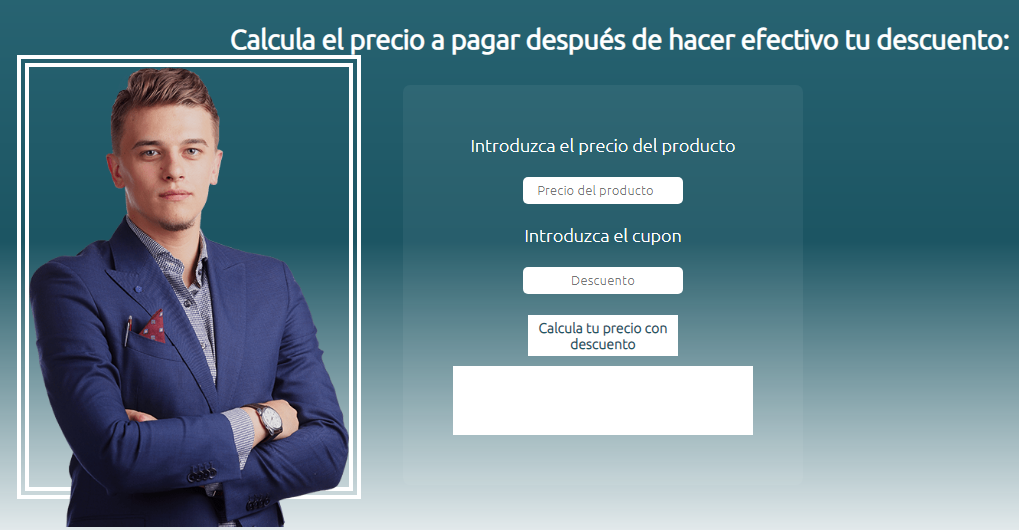 Calcula el precio a pagar después de hacer efectivo tu descuento:
Introduzca el precio del producto
Precio del producto
Introduzca el cupon
Descuento
Calcula tu precio con
descuento